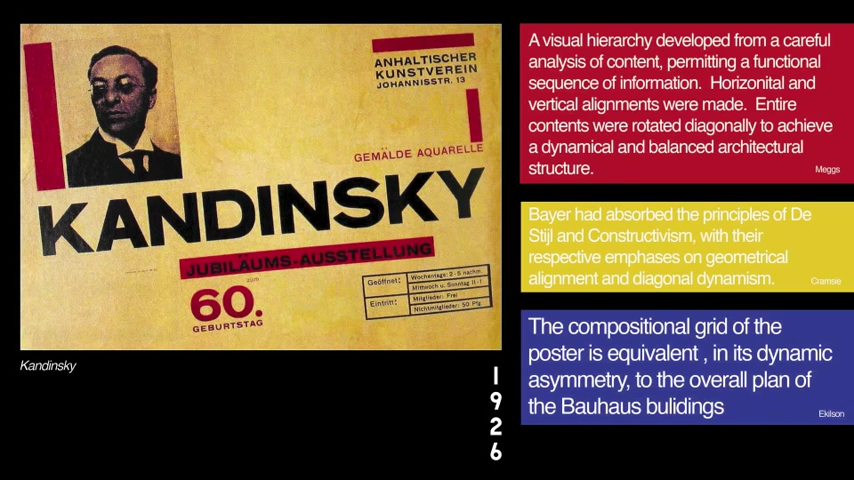 ANHALTISCHER
KUNSTVEREIN
JOHANNISSTR. 13
GEMÄLDE AQUARELLE
KANDINSKY
JUBILÄUMS-AUSSTELLUNG
ZUM
60.
GEBURTSTAG
Geöffnet: Wochentags: 2-5 nachm.
Mittwoch u. Sonntag 11-1
Eintritt: Mitglieder: Frei
Nichtmitglieder: 50 Pfg.
Kandinsky
1
9
2
6
A visual hierarchy developed from a careful
analysis of content, permitting a functional
sequence of information. Horizonital and
vertical alignments were made. Entire
contents were rotated diagonally to achieve
a dynamical and balanced architectural
structure.
Meggs
Bayer had absorbed the principles of De
Stijl and Constructivism, with their
respective emphases on geometrical
alignment and diagonal dynamism.
Cramsie
The compositional grid of the
poster is equivalent , in its dynamic
asymmetry, to the overall plan of
the Bauhaus bulidings
Ekilson